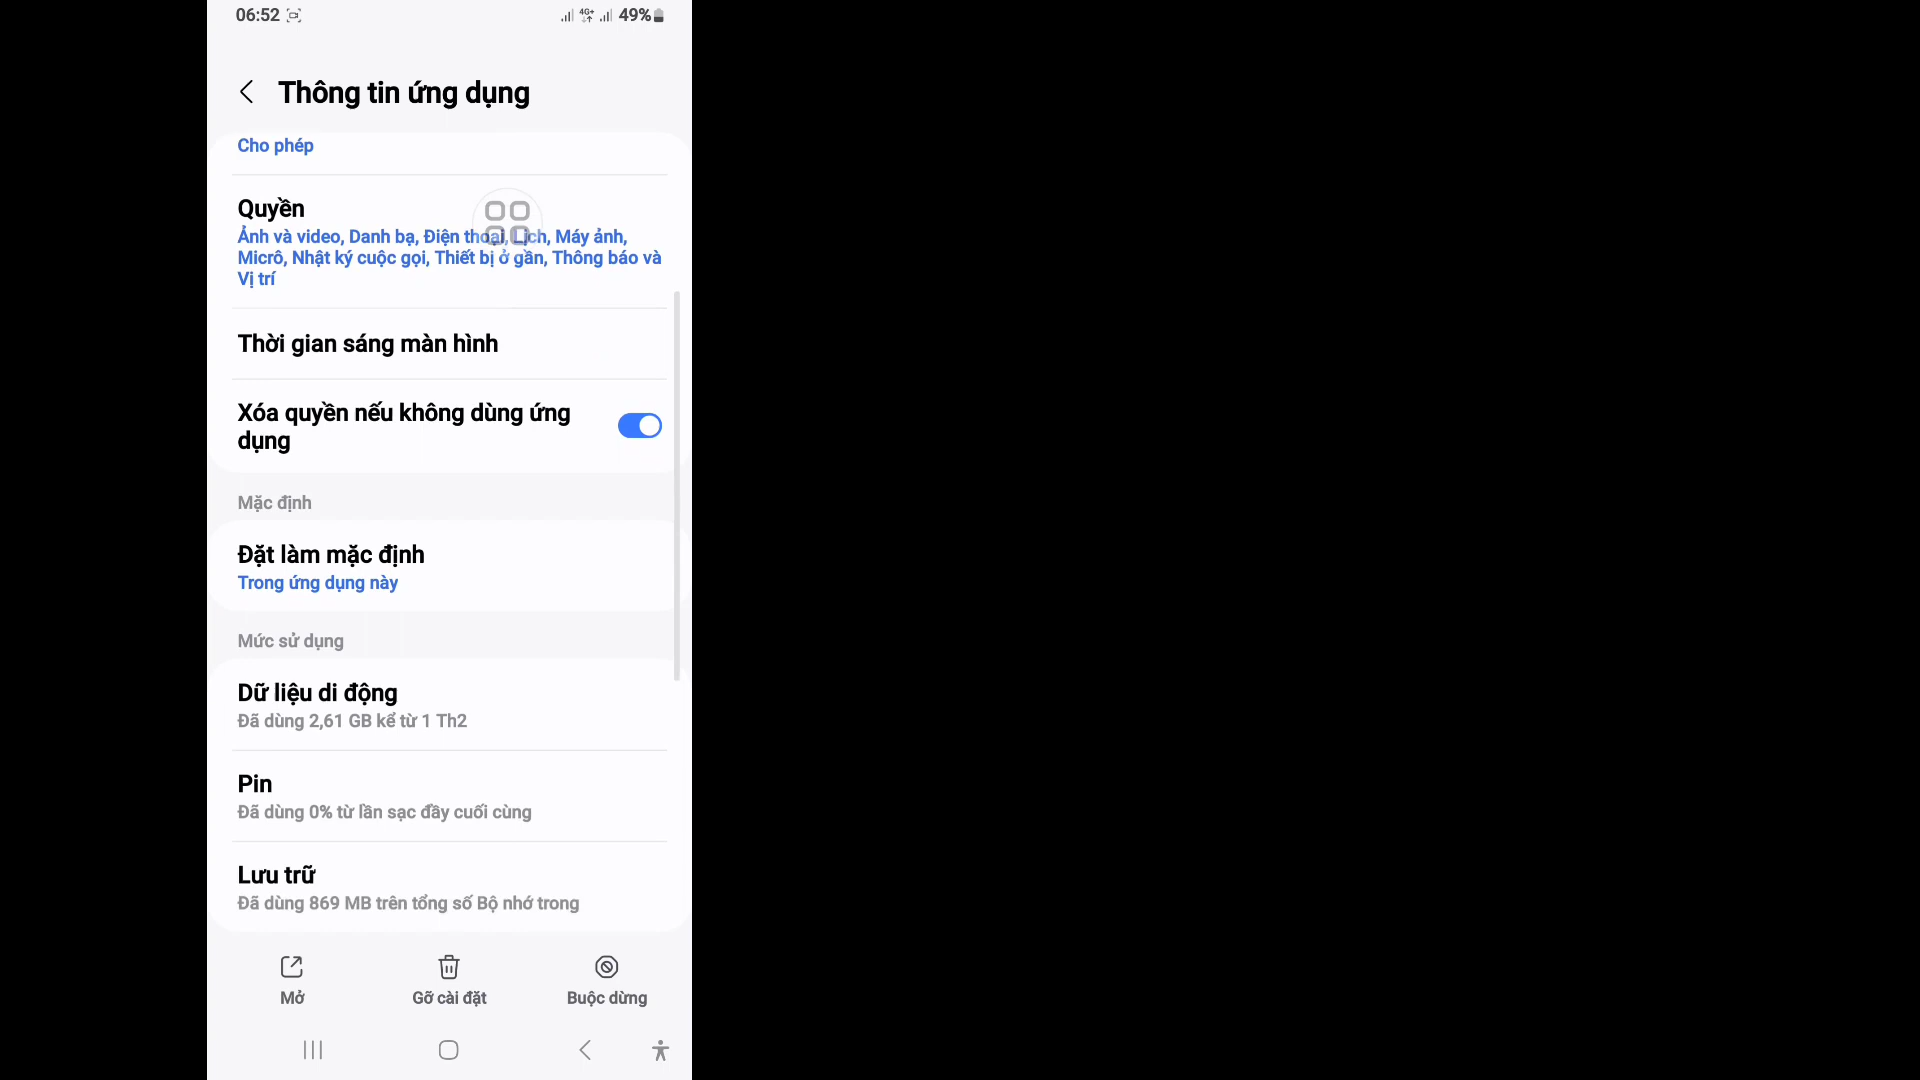 06:52
4G+
49%
Thông tin ứng dụng
Cho phép
Quyền
Ảnh và video, Danh bạ, Điện thoại, Lịch, Máy ảnh,
Micrô, Nhật ký cuộc gọi, Thiết bị ở gần, Thông báo và
Vị trí
Thời gian sáng màn hình
Xóa quyền nếu không dùng ứng
dụng
Mặc định
Đặt làm mặc định
Trong ứng dụng này
Mức sử dụng
Dữ liệu di động
Đã dùng 2,61 GB kể từ 1 Th2
Pin
Đã dùng 0% từ lần sạc đầy cuối cùng
Lưu trữ
Đã dùng 869 MB trên tổng số Bộ nhớ trong
Mở
Gỡ cài đặt
Buộc dừng